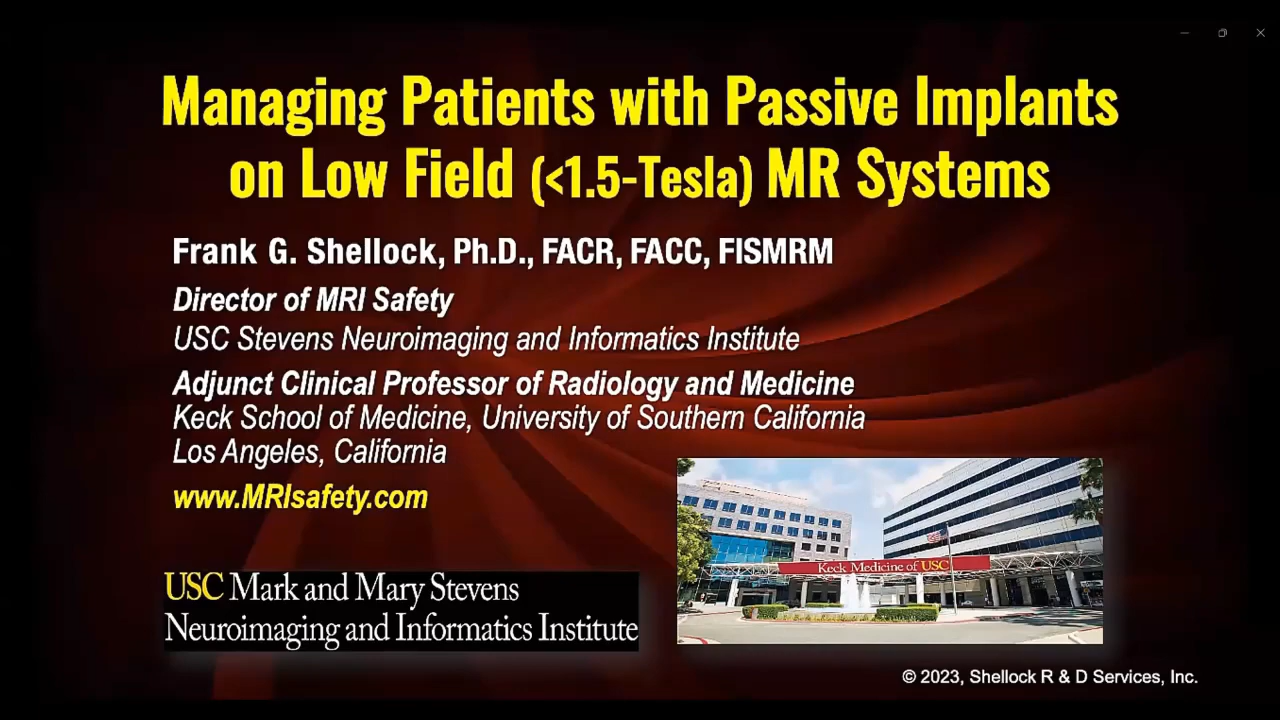 Managing Patients with Passive Implants
on Low Field (<1.5-Tesla) MR Systems
Frank G. Shellock, Ph.D., FACR, FACC, FISMRM
Director of MRI Safety
USC Stevens Neuroimaging and Informatics Institute
Adjunct Clinical Professor of Radiology and Medicine
Keck School of Medicine, University of Southern California
Los Angeles, California
www.MRIsafety.com
Keck Medicine of USC
USC Mark and Mary Stevens
Neuroimaging and Informatics Institute
© 2023, Shellock R & D Services, Inc.